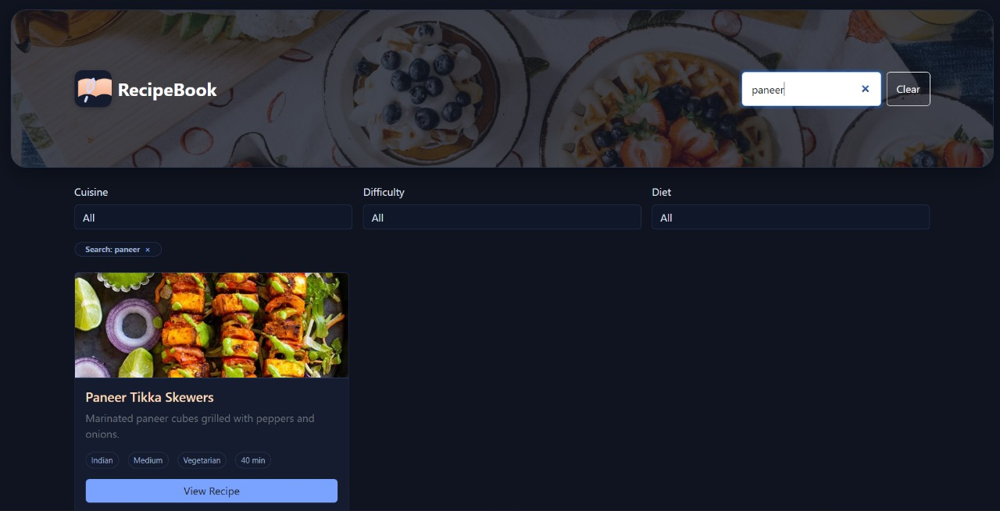 RecipeBook
paneer
Clear
Cuisine
Difficulty
Diet
All
All
All
Search: paneer ×
Paneer Tikka Skewers
Marinated paneer cubes grilled with peppers and
onions.
Indian
Medium
Vegetarian
40 min
View Recipe